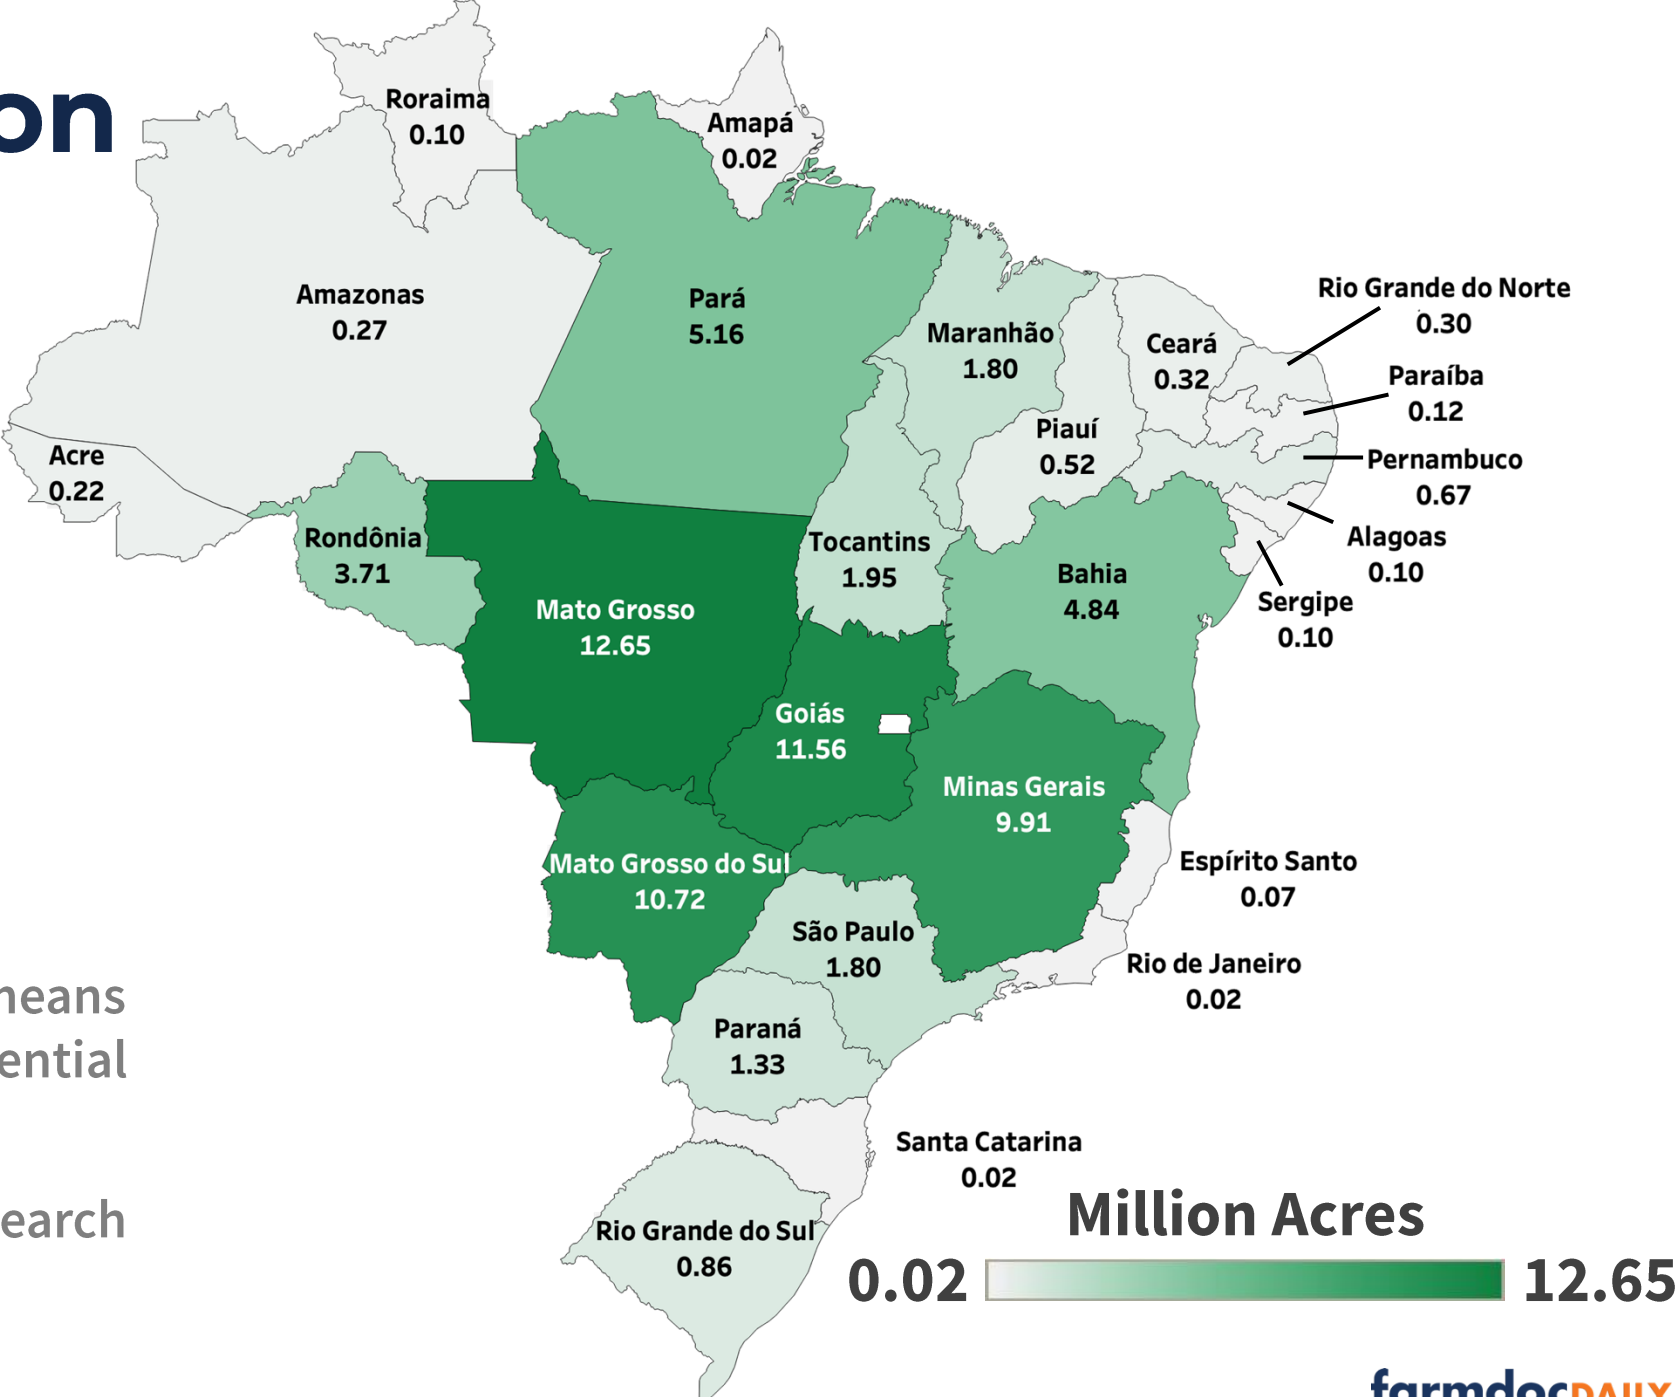 on
Roraima
0.10
Amapá
0.02
Amazonas
0.27
Pará
5.16
Maranhão
1.80
Ceará
0.32
Rio Grande do Norte
0.30
Paraíba
0.12
Piauí
0.52
Pernambuco
0.67
Acre
0.22
Alagoas
0.10
Rondônia
3.71
Tocantins
1.95
Bahia
4.84
Sergipe
0.10
Mato Grosso
12.65
Goiás
11.56
Minas Gerais
9.91
Mato Grosso do Sul
10.72
Espírito Santo
0.07
São Paulo
1.80
Rio de Janeiro
0.02
neans
ential
Paraná
1.33
Santa Catarina
0.02
earch
Rio Grande do Sul
0.86
Million Acres
0.02 12.65
farmdocDAILY